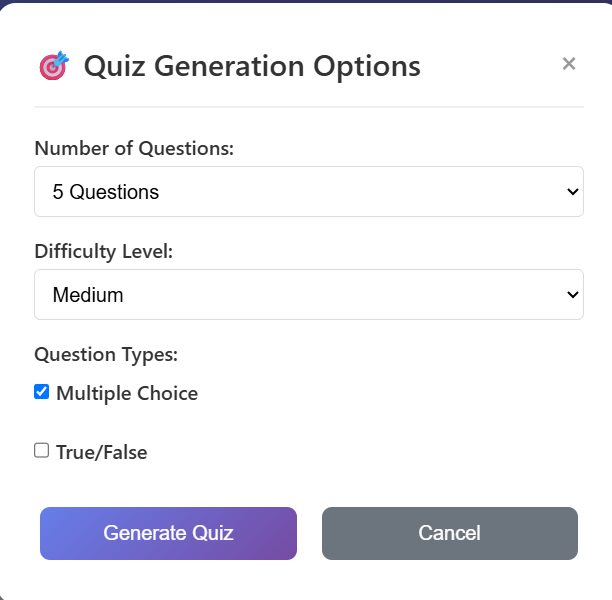 Quiz Generation Options
×
Number of Questions:
5 Questions
Difficulty Level:
Medium
Question Types:
Multiple Choice
True/False
Generate Quiz
Cancel